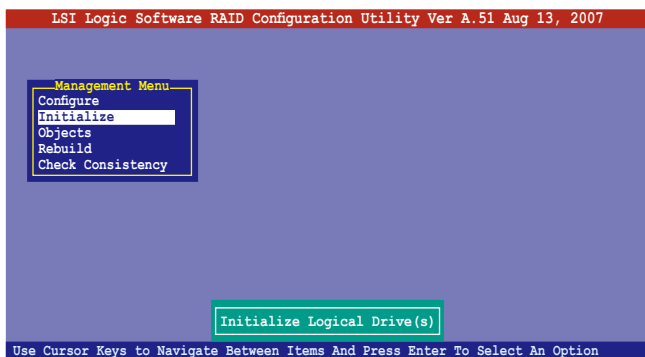 LSI Logic Software RAID Configuration Utility Ver A.51 Aug 13, 2007
Management Menu
Configure
Initialize
Objects
Rebuild
Check Consistency
Initialize Logical Drive(s)
Use Cursor Keys to Navigate Between Items And Press Enter To Select An Option